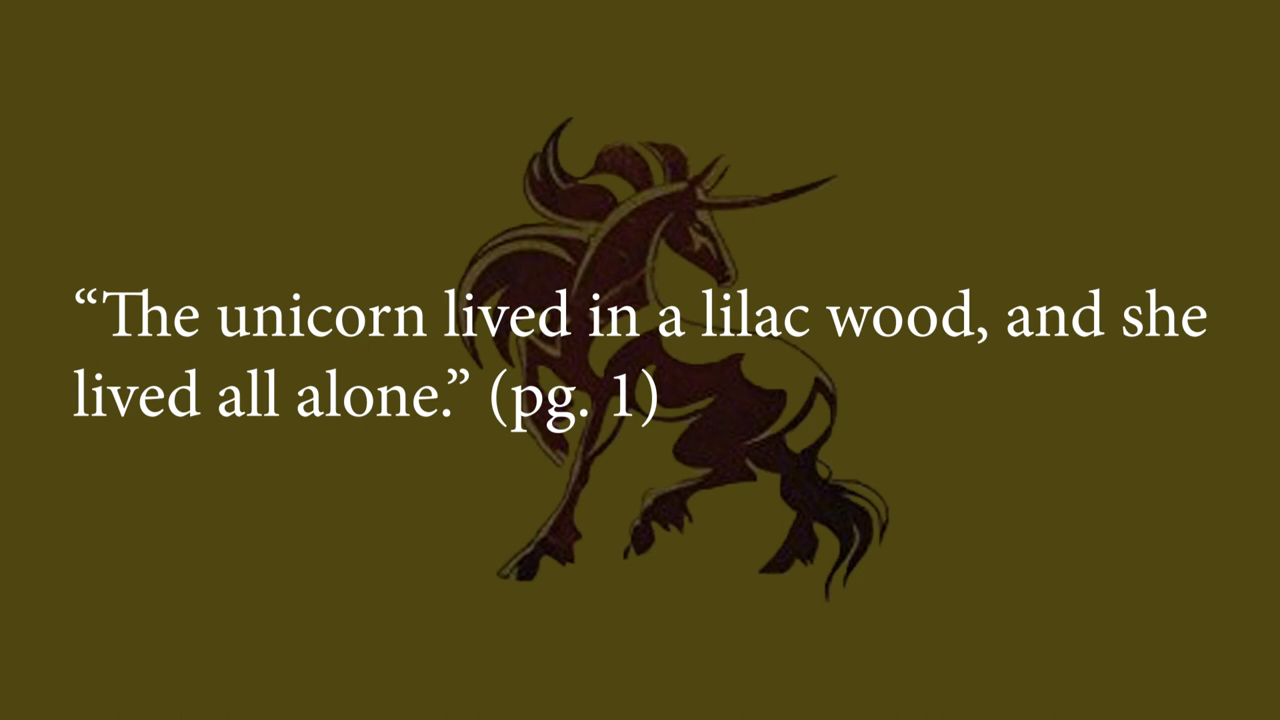 “The unicorn lived in a lilac wood, and she
lived all alone.” (pg. 1)